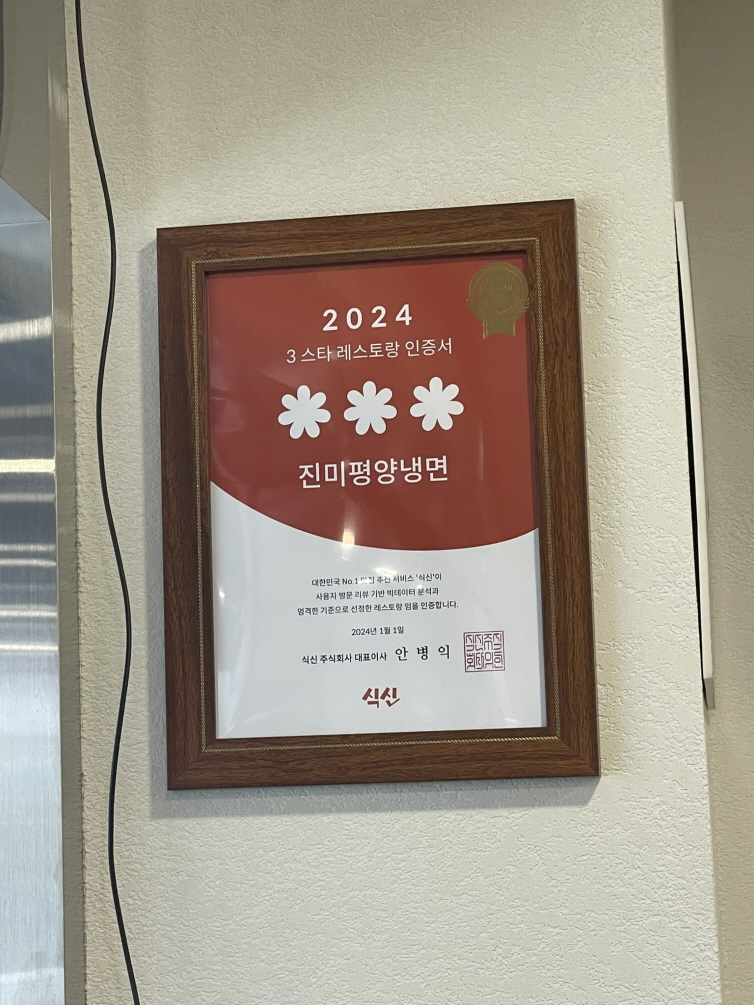 2024
3 스타 레스토랑 인증서
진미평양냉면
대한민국 No.1 맛집 추천 서비스 '식신'이
사용자 방문 리뷰 기반 빅데이터 분석과
엄격한 기준으로 선정한 레스토랑 임을 인증합니다.
2024년 1월 1일
식신 주식회사 대표이사 안병익
식신